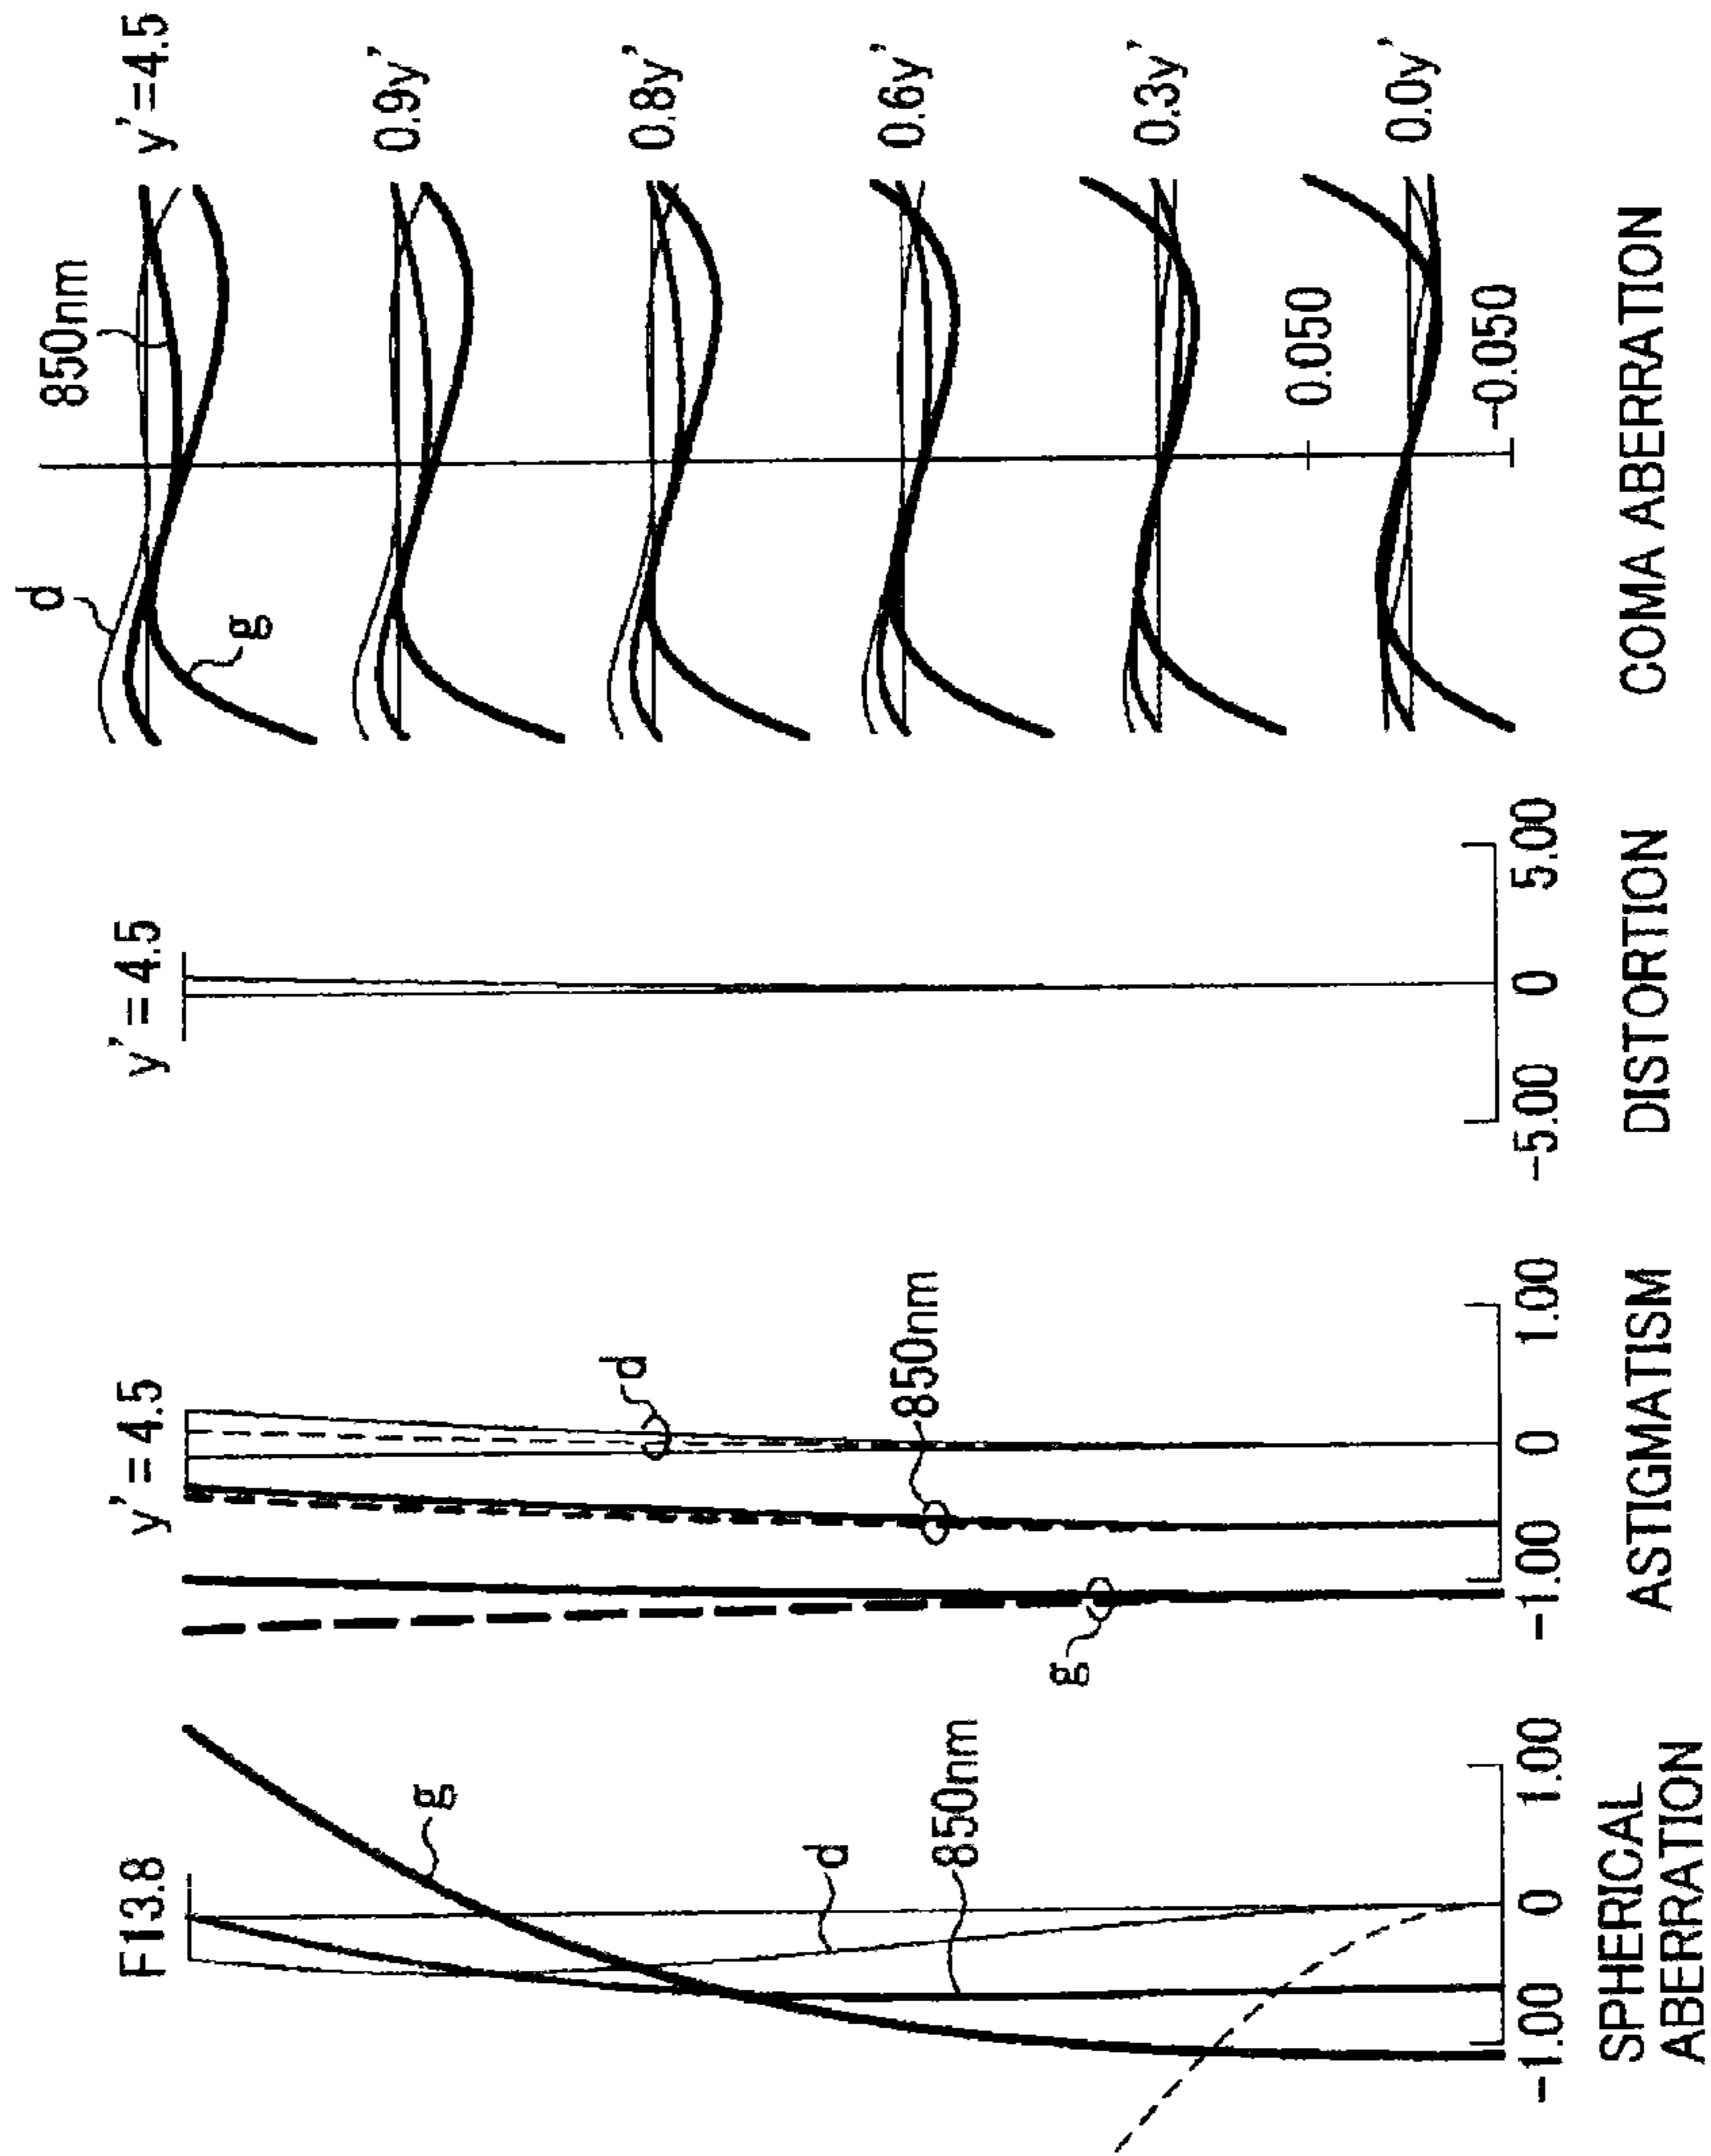 F13.8
g
d
850nm
-1.00 0 1.00
SPHERICAL
ABERRATION
y' = 4.5
d
850nm
g
-1.00 0 1.00
ASTIGMATISM
y' = 4.5
-5.00 0 5.00
DISTORTION
d
850nm
y'=4.5
g
0.9y'
0.8y'
0.6y'
0.3y'
0.050
0.0y'
-0.050
COMA ABERRATION